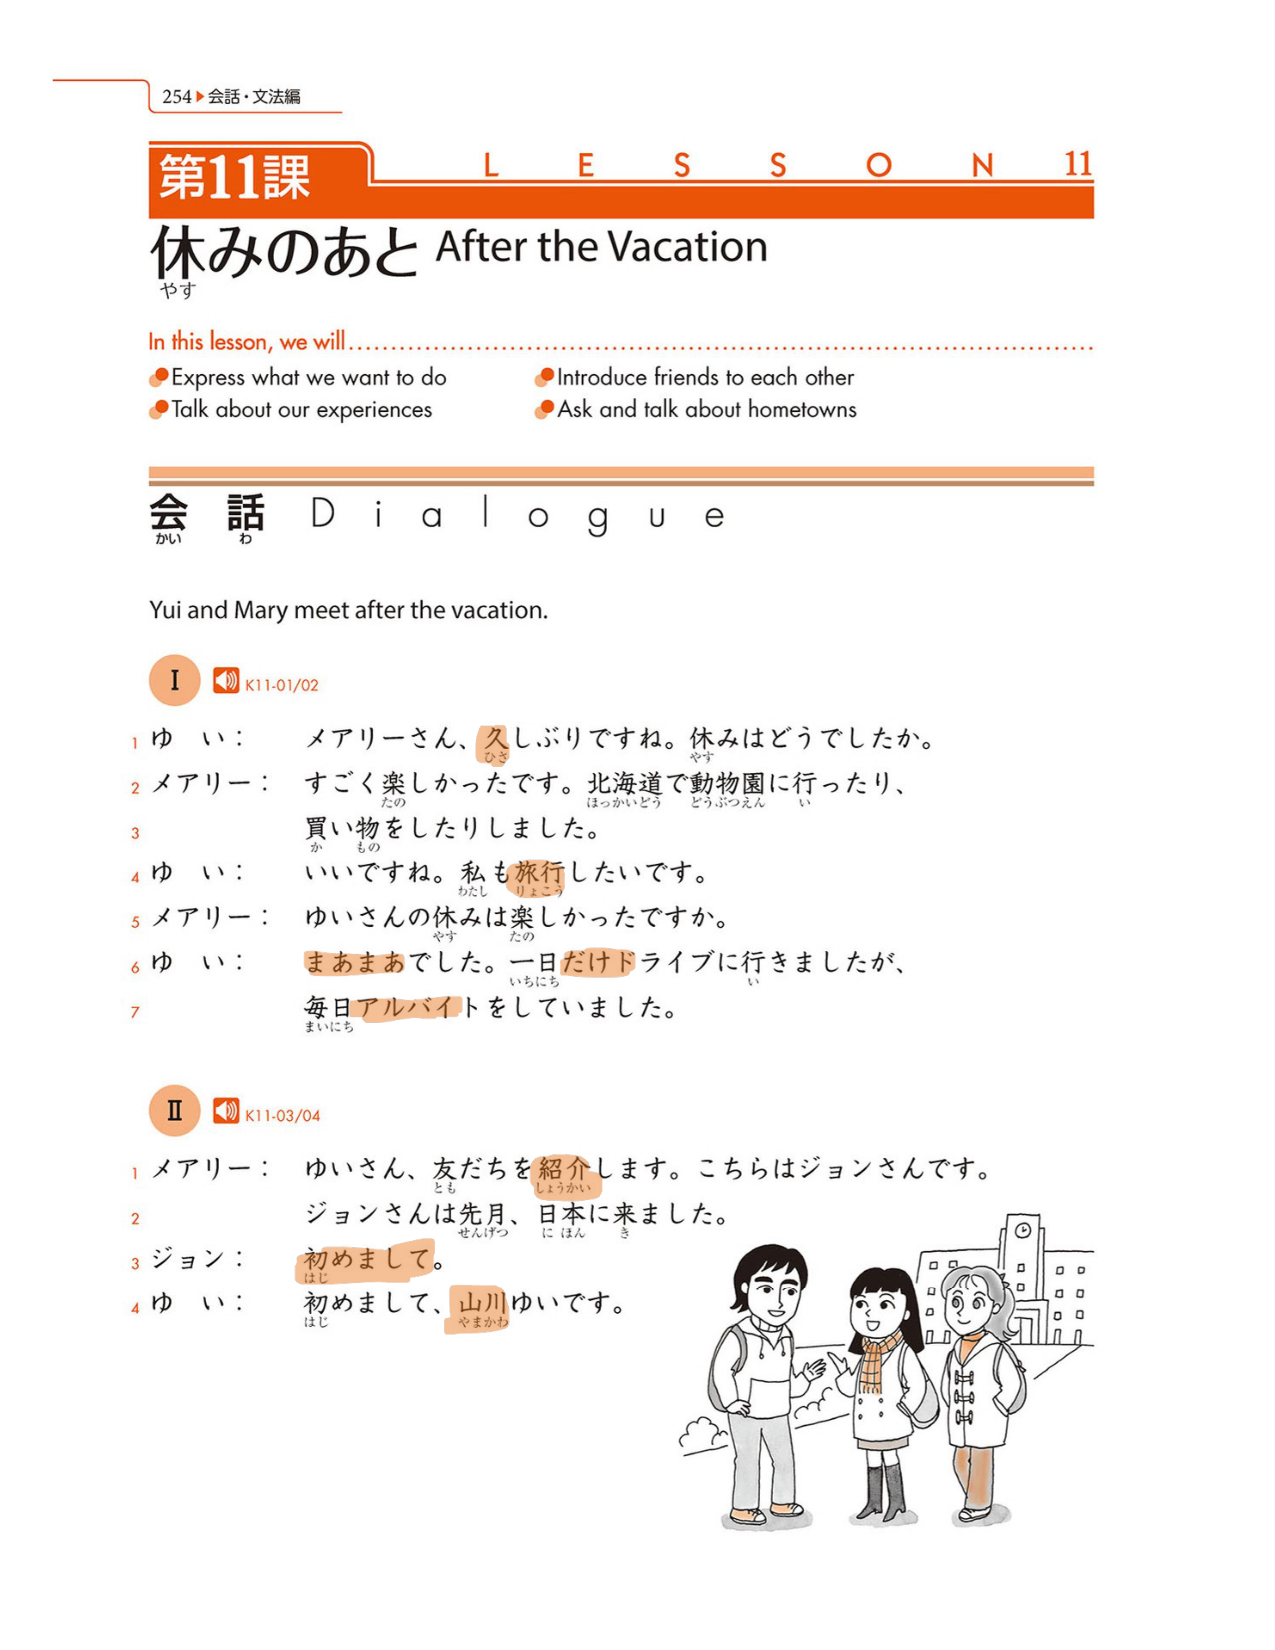 254▶会話・文法編
第11課 LESSON 11
休みのあと After the Vacation
やす
In this lesson, we will
Express what we want to do
Introduce friends to each other
Talk about our experiences
Ask and talk about hometowns
会話 Dialogue
かい わ
Yui and Mary meet after the vacation.
I K11-01/02
1 ゆい： メアリーさん、久しぶりですね。休みはどうでしたか。
ひさ やす
2 メアリー： すごく楽しかったです。北海道で動物園に行ったり、
たの ほっかいどう どうぶつえん い
3 買い物をしたりしました。
か もの
4 ゆい： いいですね。私も旅行したいです。
わたし りょこう
5 メアリー： ゆいさんの休みは楽しかったですか。
やす たの
6 ゆい： まあまあでした。一日だけドライブに行きましたが、
いちにち い
7 毎日アルバイトをしていました。
まいにち
II K11-03/04
1 メアリー： ゆいさん、友だちを紹介します。こちらはジョンさんです。
とも しょうかい
2 ジョンさんは先月、日本に来ました。
せんげつ に ほん き
3 ジョン： 初めまして。
はじ
4 ゆい： 初めまして、山川ゆいです。
はじ やまかわ